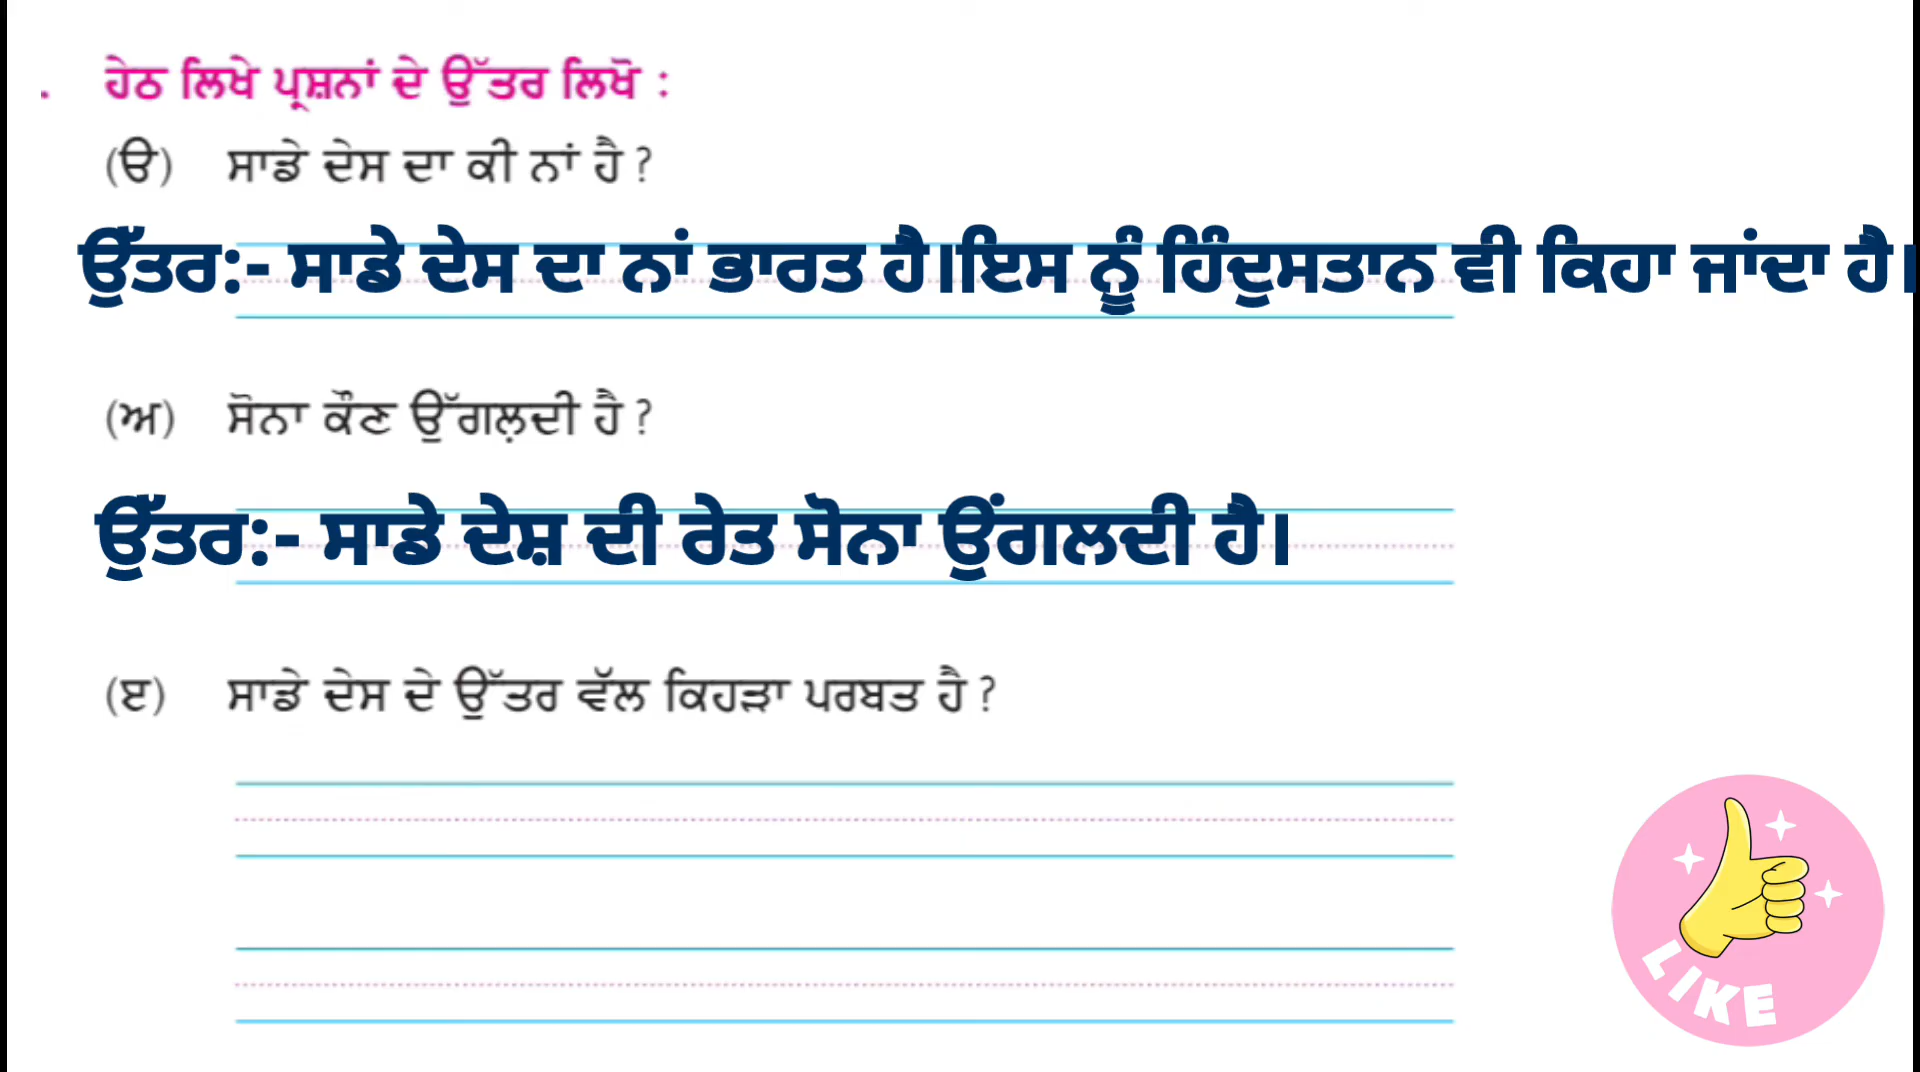 . ਹੇਠ ਲਿਖੇ ਪ੍ਰਸ਼ਨਾਂ ਦੇ ਉੱਤਰ ਲਿਖੋ :
(ੳ) ਸਾਡੇ ਦੇਸ ਦਾ ਕੀ ਨਾਂ ਹੈ ?
ਉੱਤਰ:- ਸਾਡੇ ਦੇਸ ਦਾ ਨਾਂ ਭਾਰਤ ਹੈ।ਇਸ ਨੂੰ ਹਿੰਦੁਸਤਾਨ ਵੀ ਕਿਹਾ ਜਾਂਦਾ ਹੈ।
(ਅ) ਸੋਨਾ ਕੌਣ ਉੱਗਲ਼ਦੀ ਹੈ ?
ਉੱਤਰ:- ਸਾਡੇ ਦੇਸ਼ ਦੀ ਰੇਤ ਸੋਨਾ ਉਂਗਲਦੀ ਹੈ।
(ੲ) ਸਾਡੇ ਦੇਸ ਦੇ ਉੱਤਰ ਵੱਲ ਕਿਹੜਾ ਪਰਬਤ ਹੈ ?
LIKE